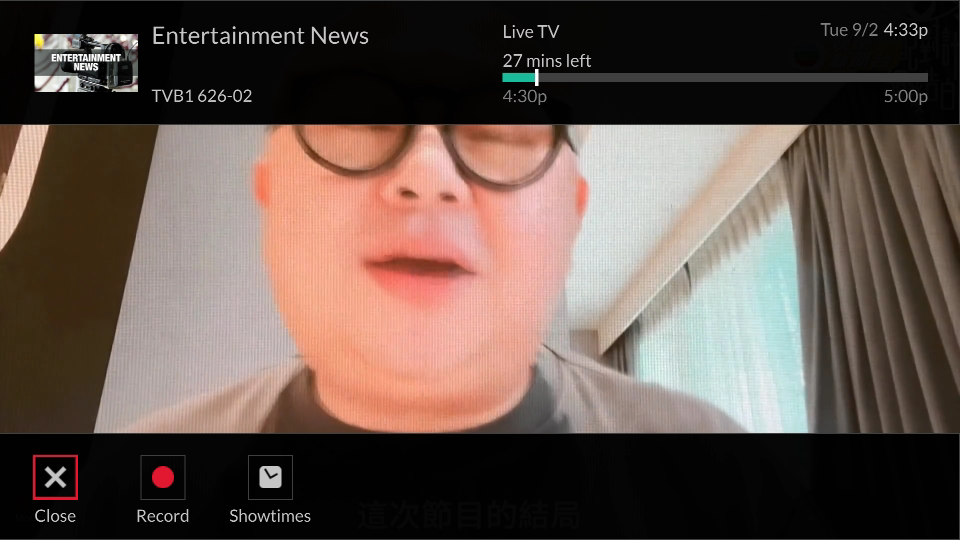 ENTERTAINMENT
NEWS
Entertainment News
TVB1 626-02
Live TV
27 mins left
4:30p
5:00p
Tue 9/2 4:33p
Close
Record
Showtimes
這次節目的結局